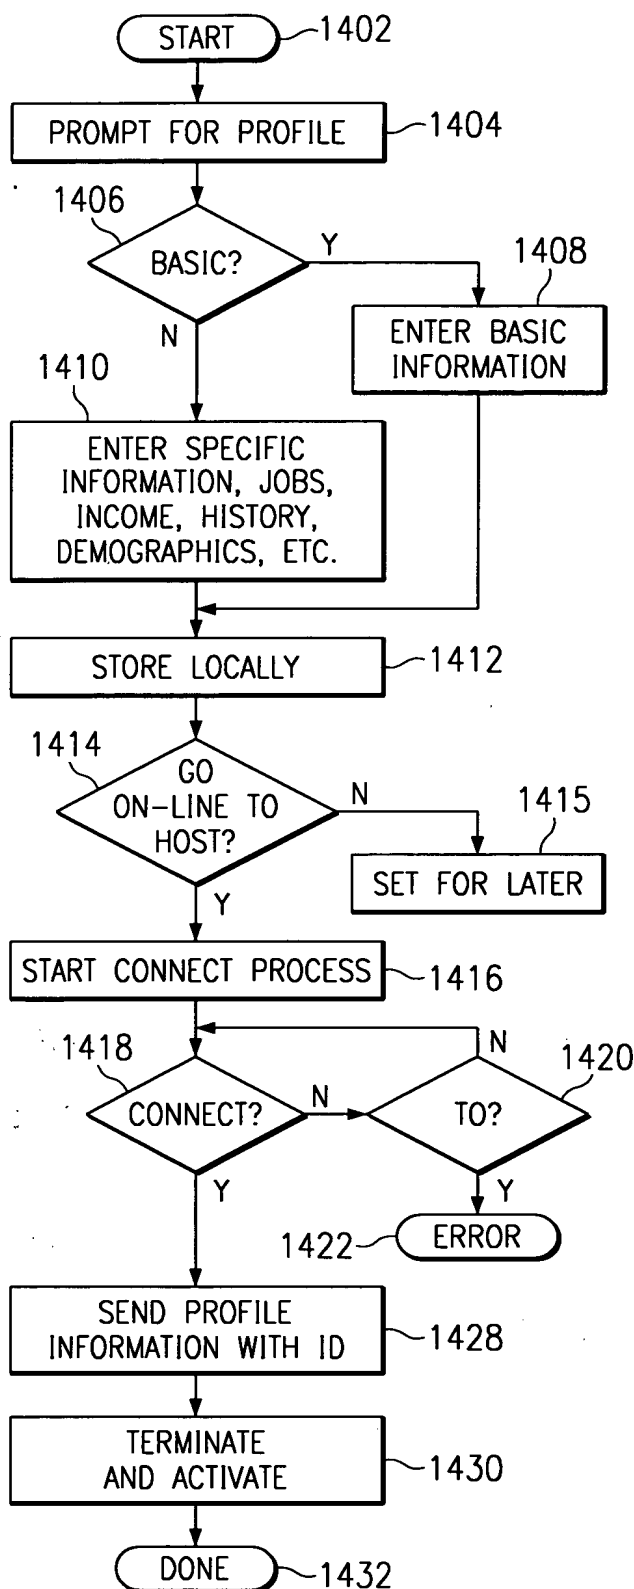 START
1402
PROMPT FOR PROFILE
1404
1406
BASIC?
Y
N
1408
ENTER BASIC
INFORMATION
1410
ENTER SPECIFIC
INFORMATION, JOBS,
INCOME, HISTORY,
DEMOGRAPHICS, ETC.
STORE LOCALLY
1412
1414
GO
ON-LINE TO
HOST?
N
Y
1415
SET FOR LATER
START CONNECT PROCESS
1416
1418
CONNECT?
N
Y
1420
TO?
N
Y
1422
ERROR
SEND PROFILE
INFORMATION WITH ID
1428
TERMINATE
AND ACTIVATE
1430
DONE
1432